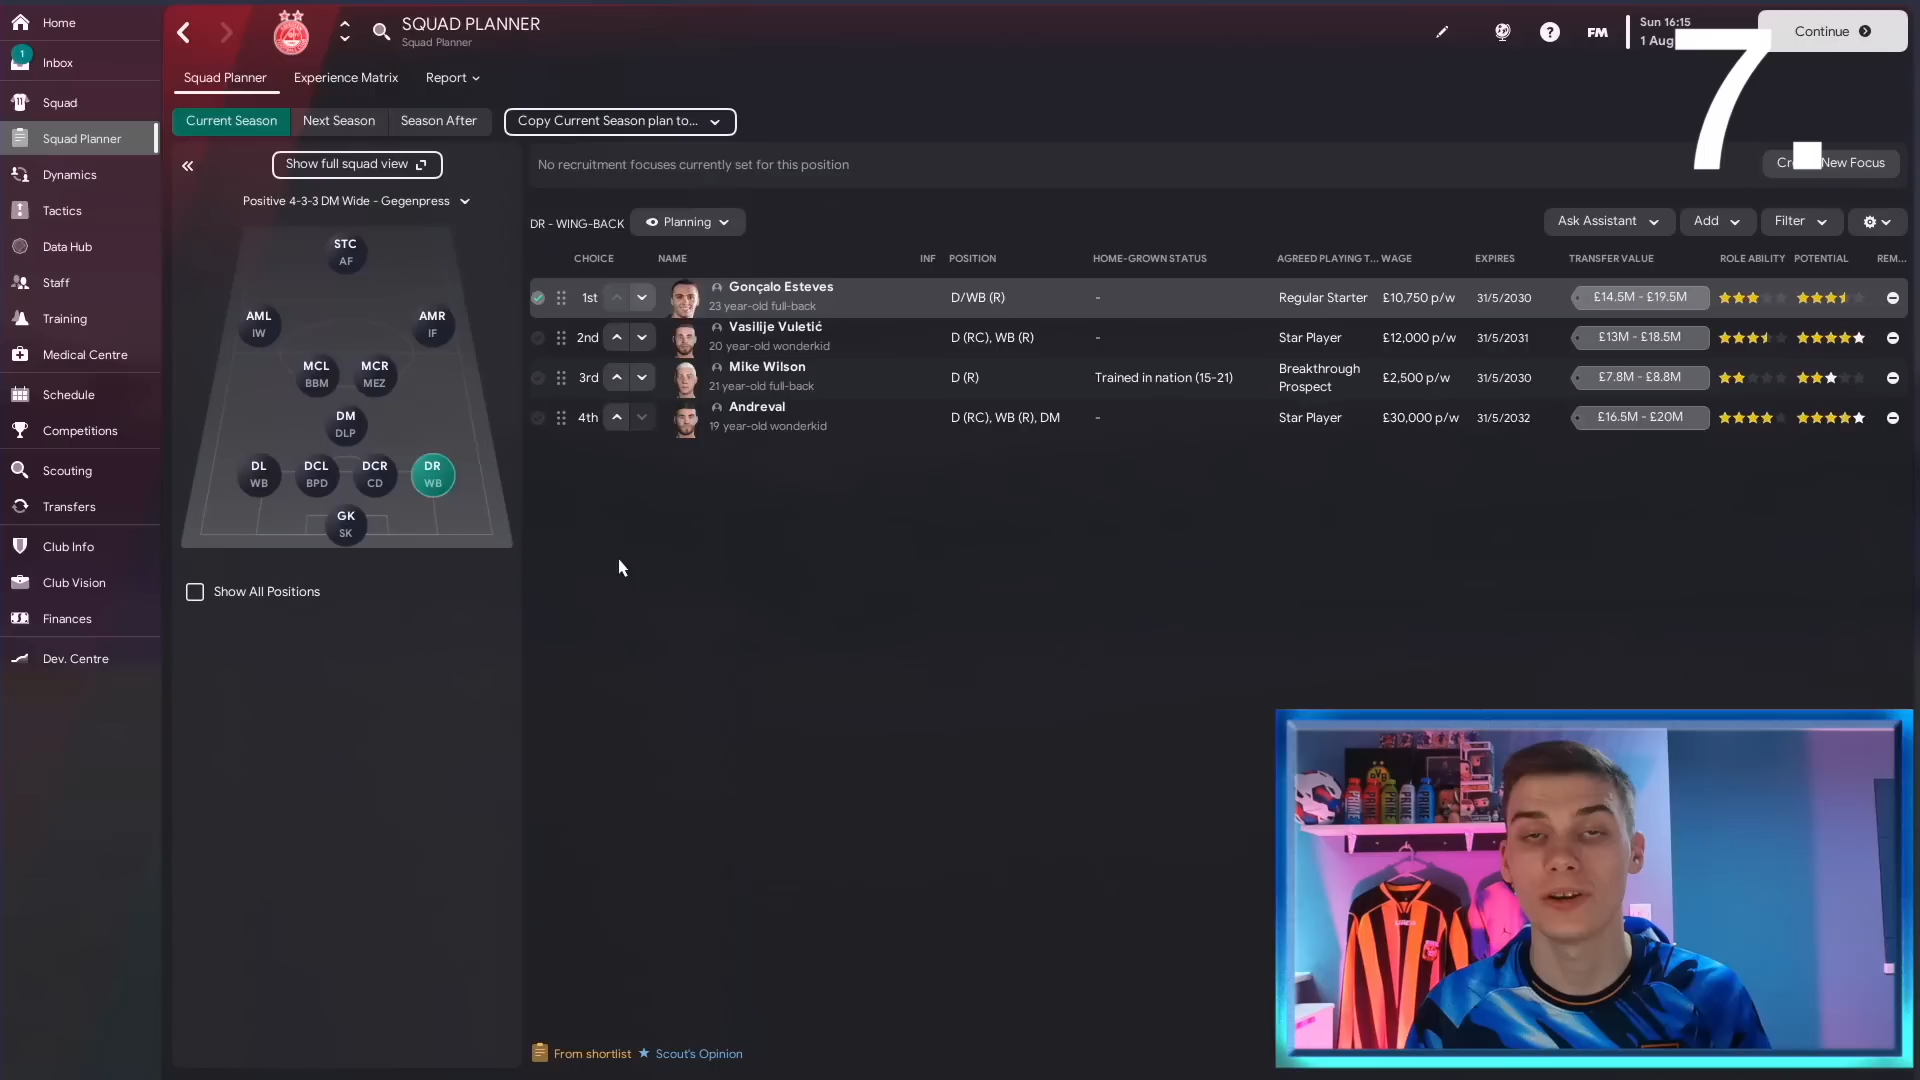 Home
1
Inbox
Squad
Squad Planner
Dynamics
Tactics
Data Hub
Staff
Training
Medical Centre
Schedule
Competitions
Scouting
Transfers
Club Info
Club Vision
Finances
Dev. Centre
SQUAD PLANNER
Squad Planner
? FM
Sun 16:15
1 Aug
7.
Continue
Squad Planner Experience Matrix Report
Current Season Next Season Season After Copy Current Season plan to...
Show full squad view
No recruitment focuses currently set for this position
New Focus
Positive 4-3-3 DM Wide - Gegenpress
STC
AF
AML
IW
AMR
IF
MCL
BBM
MCR
MEZ
DM
DLP
DL
WB
DCL
BPD
DCR
CD
DR
WB
GK
SK
Show All Positions
DR - WING-BACK Planning Ask Assistant Add Filter
CHOICE NAME INF POSITION HOME-GROWN STATUS AGREED PLAYING T... WAGE EXPIRES TRANSFER VALUE ROLE ABILITY POTENTIAL REM...
1st Gonçalo Esteves D/WB (R) - Regular Starter £10,750 p/w 31/5/2030 £14.5M - £19.5M
23 year-old full-back
2nd Vasilije Vuletić D (RC), WB (R) - Star Player £12,000 p/w 31/5/2031 £13M - £18.5M
20 year-old wonderkid
3rd Mike Wilson D (R) Trained in nation (15-21) Breakthrough Prospect £2,500 p/w 31/5/2030 £7.8M - £8.8M
21 year-old full-back
4th Andreval D (RC), WB (R), DM - Star Player £30,000 p/w 31/5/2032 £16.5M - £20M
19 year-old wonderkid
From shortlist Scout's Opinion
BVB
PRIME
PRIME
PRIME
PRIME